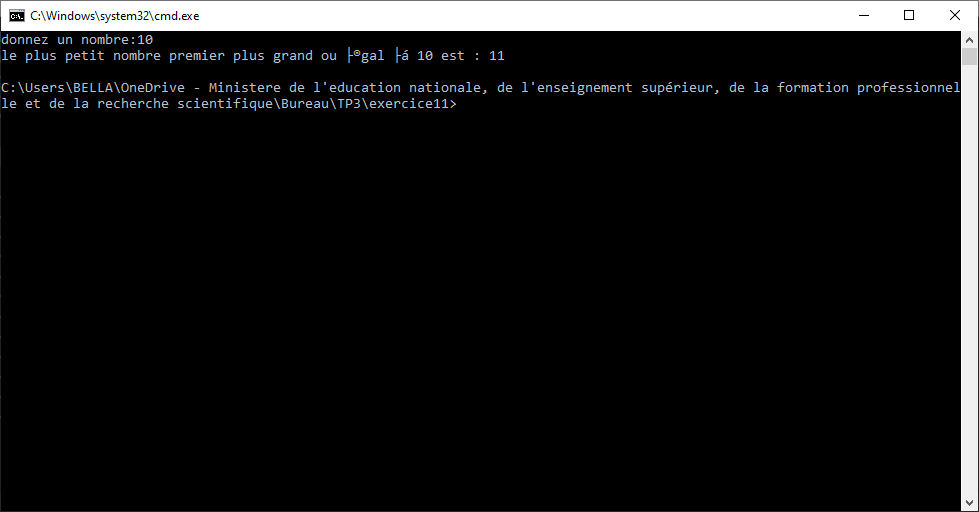 C:\Windows\system32\cmd.exe
donnez un nombre:10
le plus petit nombre premier plus grand ou ├®gal ├á 10 est : 11
C:\Users\BELLA\OneDrive - Ministere de l'education nationale, de l'enseignement supérieur, de la formation professionnel
le et de la recherche scientifique\Bureau\TP3\exercice11>